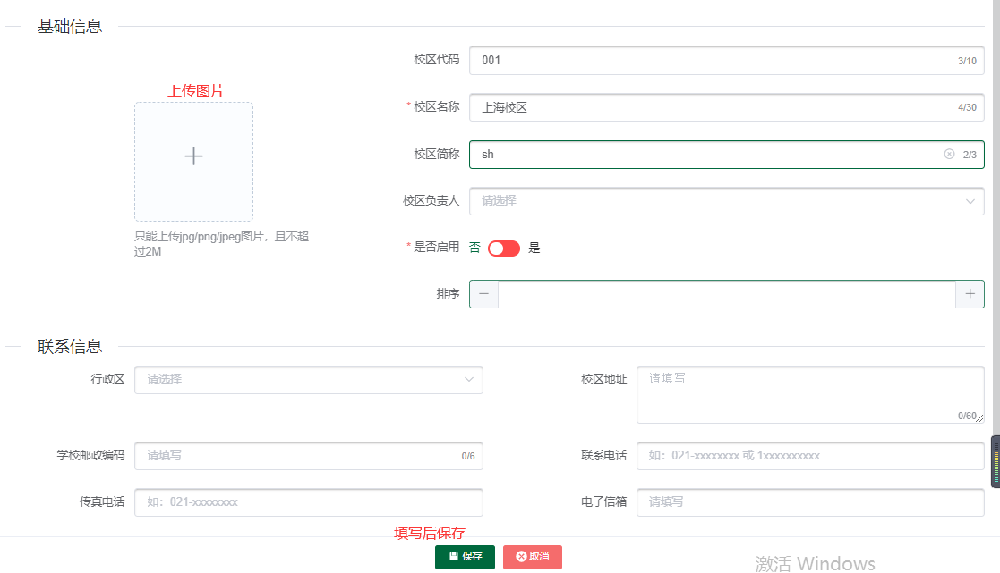 基础信息
上传图片
只能上传jpg/png/jpeg图片，且不超
过2M
校区代码 001 3/10
* 校区名称 上海校区 4/30
校区简称 sh 2/3
校区负责人 请选择
* 是否启用 否 是
排序
联系信息
行政区 请选择 校区地址 请填写
0/60
学校邮政编码 请填写 0/6 联系电话 如：021-xxxxxxxx 或 1xxxxxxxxxx
传真电话 如：021-xxxxxxxx 电子信箱 请填写
填写后保存
保存 取消
激活 Windows